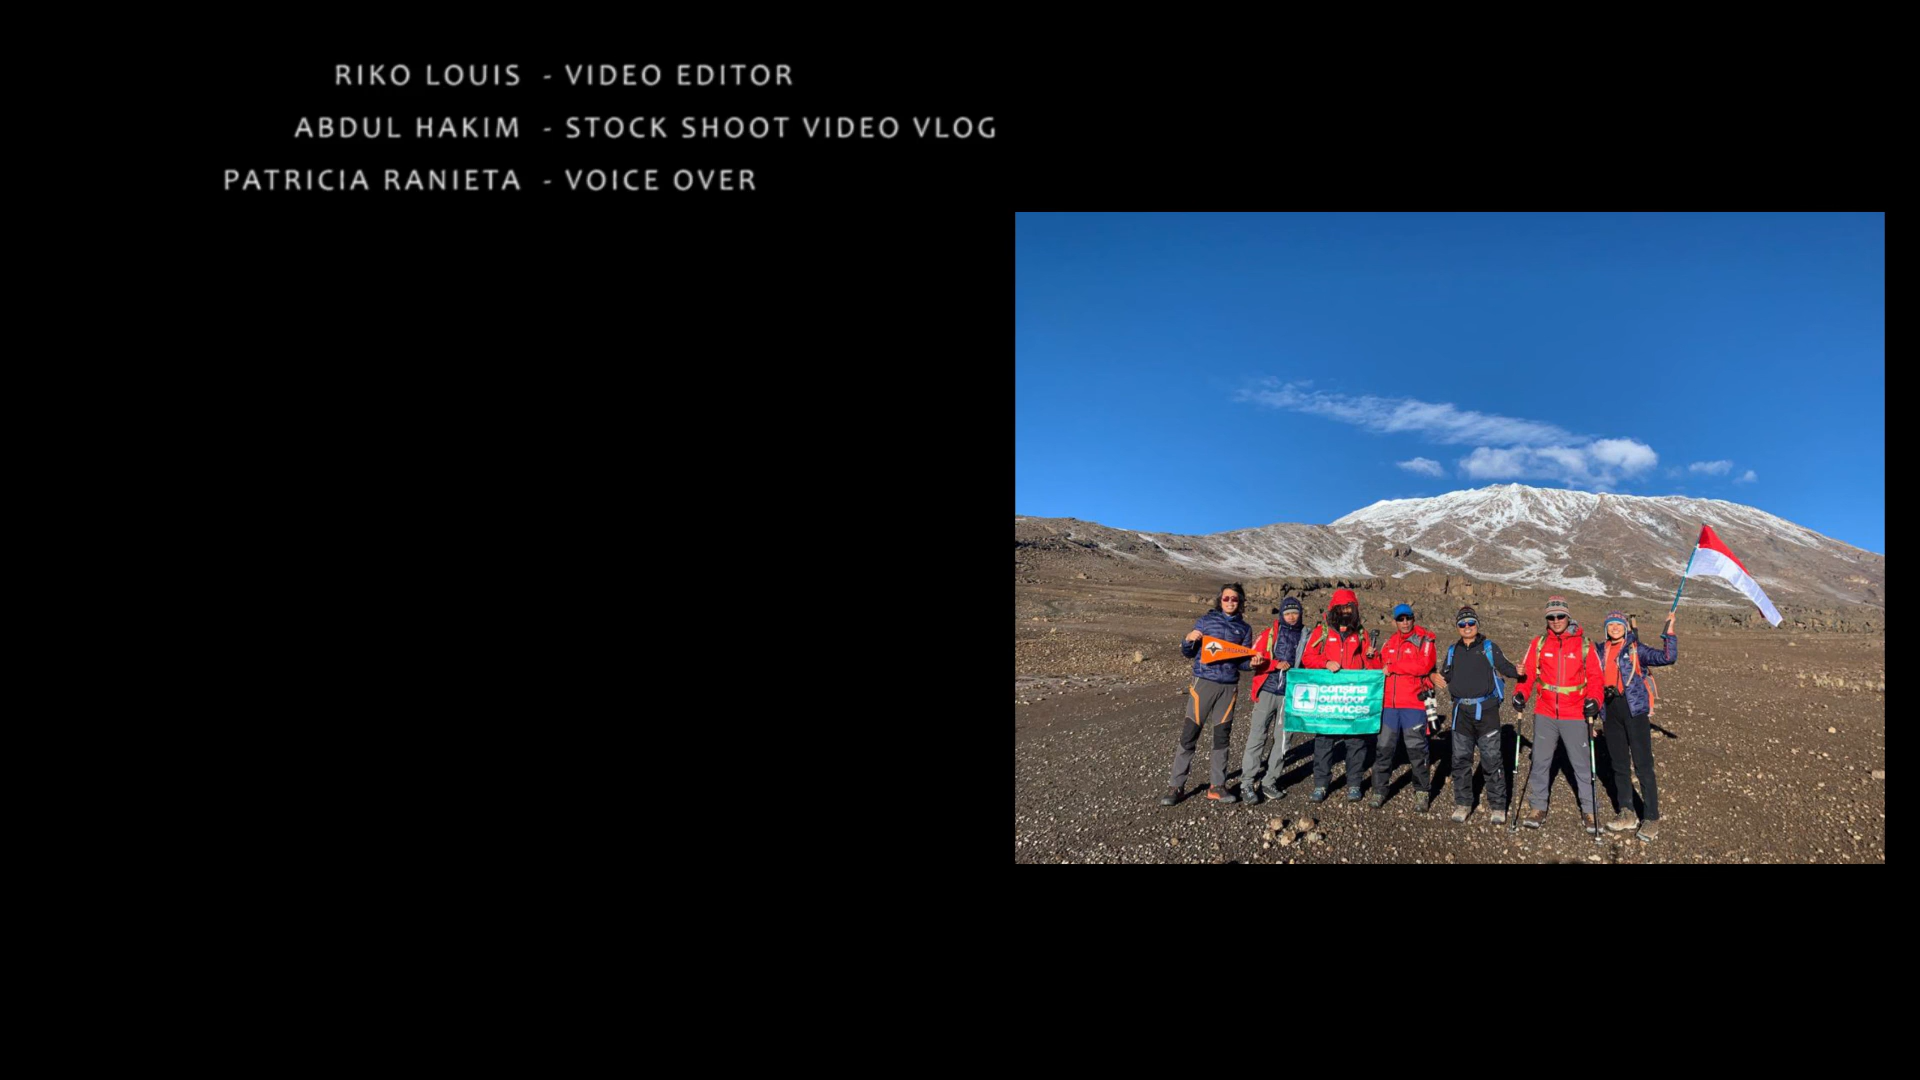 RIKO LOUIS - VIDEO EDITOR
ABDUL HAKIM - STOCK SHOOT VIDEO VLOG
PATRICIA RANIETA - VOICE OVER
consina
outdoor
services